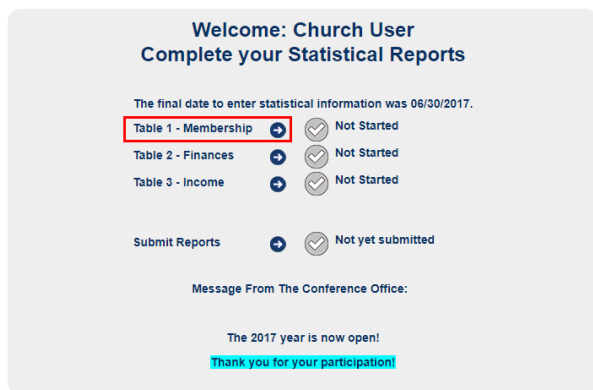 Welcome: Church User
Complete your Statistical Reports
The final date to enter statistical information was 06/30/2017.
Table 1 - Membership Not Started
Table 2 - Finances Not Started
Table 3 - Income Not Started
Submit Reports Not yet submitted
Message From The Conference Office:
The 2017 year is now open!
Thank you for your participation!